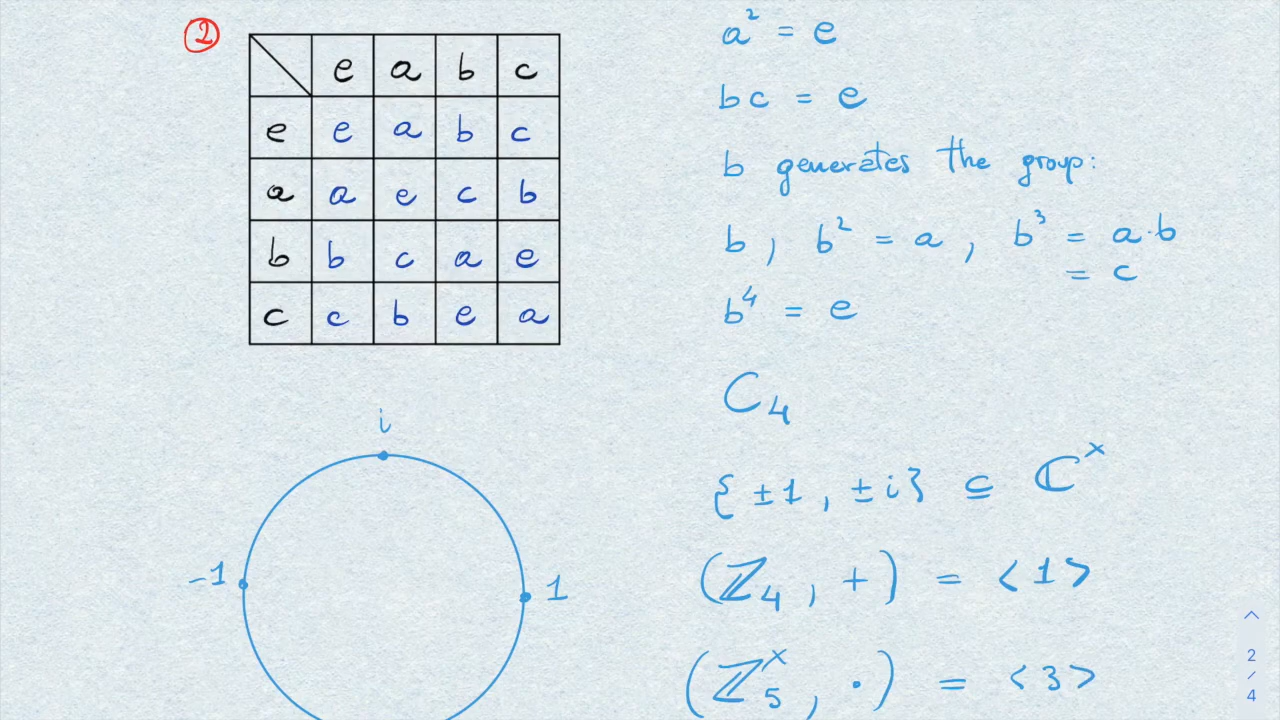 ②
e a b c
e e a b c
a a e c b
b b c a e
c c b e a
a² = e
bc = e
b generates the group:
b , b² = a , b³ = a·b
= c
b⁴ = e
C₄
{±1 , ±i} ⊆ ℂ^×
(ℤ₄ , +) = <1>
(ℤ₅^× , ·) = <3>
i
-1
1
2
/
4